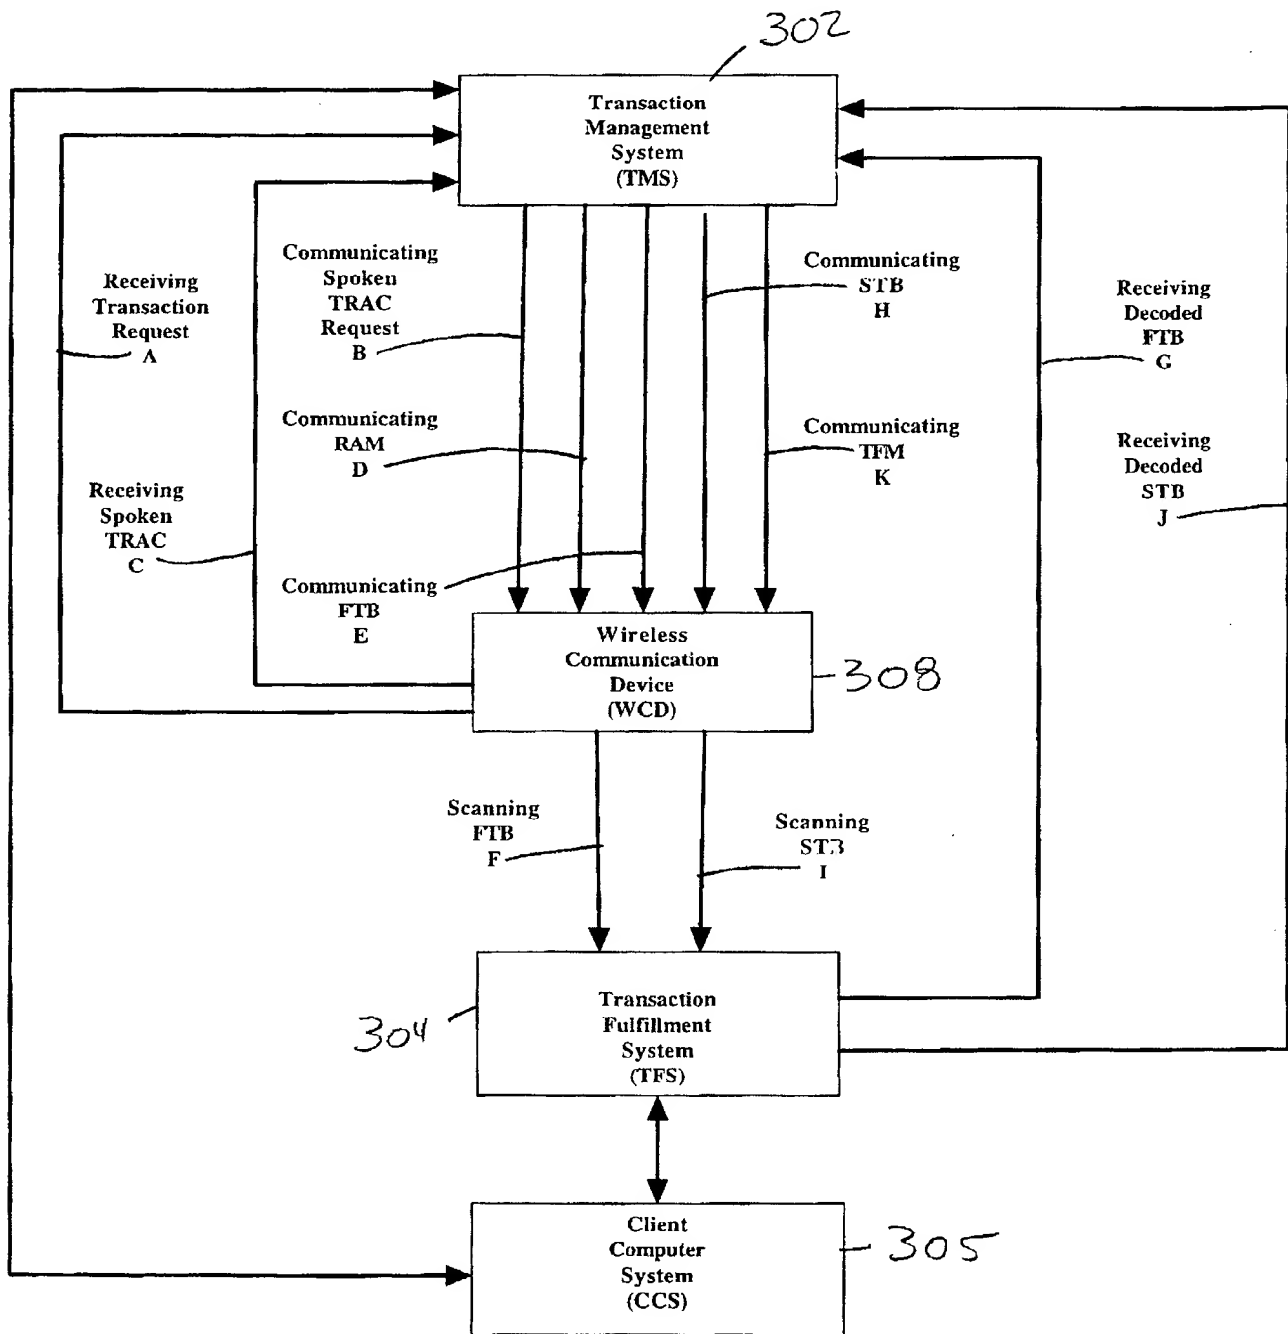 302
Transaction
Management
System
(TMS)
Receiving
Transaction
Request
A
Communicating
Spoken
TRAC
Request
B
Communicating
STB
H
Receiving
Decoded
FTB
G
Communicating
RAM
D
Communicating
TFM
K
Receiving
Decoded
STB
J
Receiving
Spoken
TRAC
C
Communicating
FTB
E
Wireless
Communication
Device
(WCD)
308
Scanning
FTB
F
Scanning
STB
I
304
Transaction
Fulfillment
System
(TFS)
Client
Computer
System
(CCS)
305